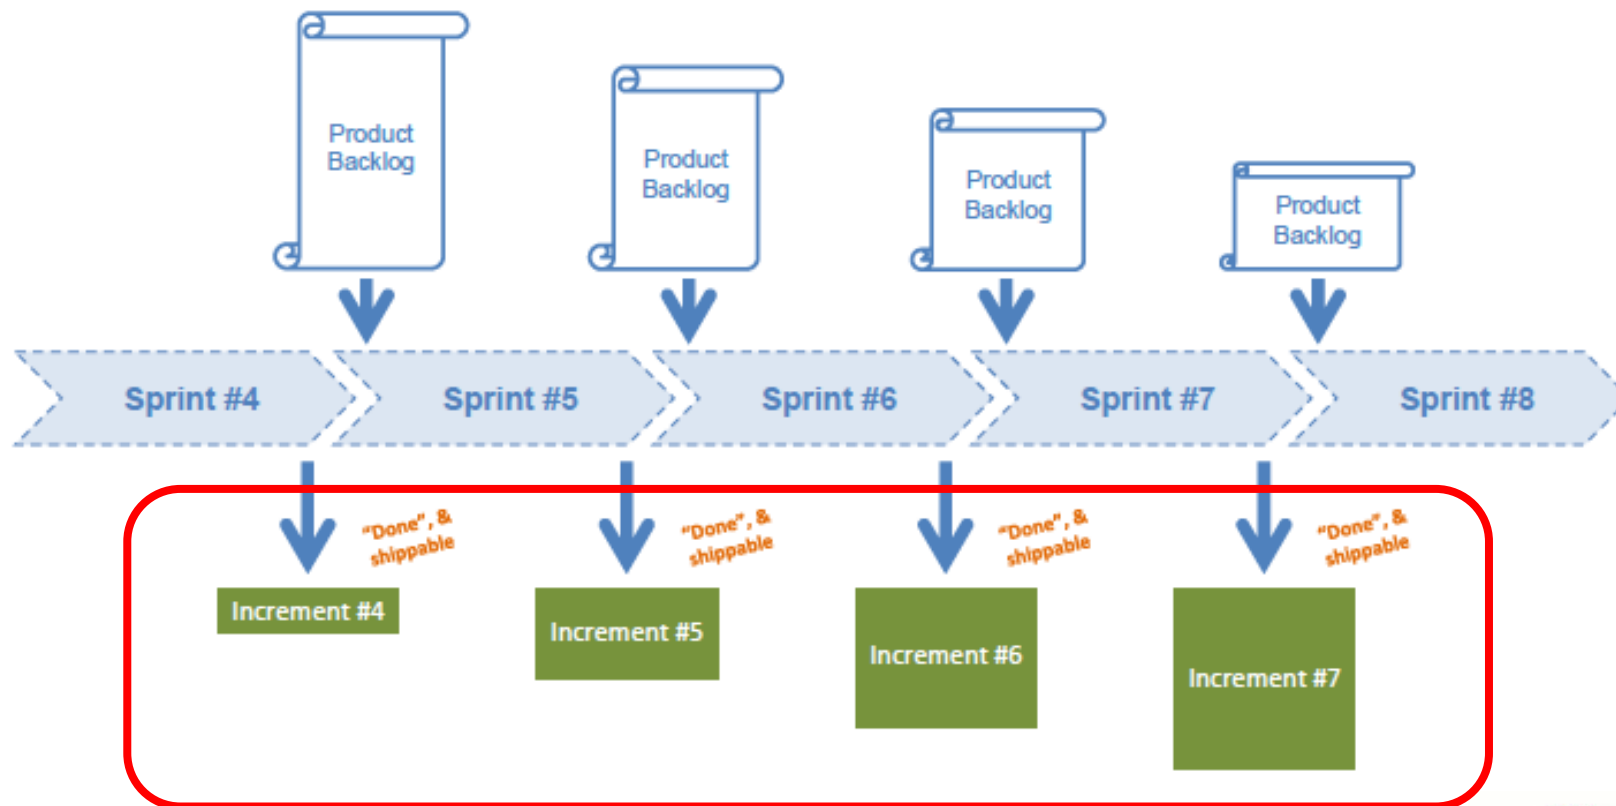 Product
Backlog
Product
Backlog
Product
Backlog
Product
Backlog
Sprint #4
Sprint #5
Sprint #6
Sprint #7
Sprint #8
“Done”, &
shippable
“Done”, &
shippable
“Done”, &
shippable
“Done”, &
shippable
Increment #4
Increment #5
Increment #6
Increment #7